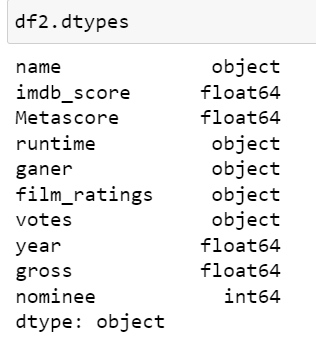 df2.dtypes
name object
imdb_score float64
Metascore float64
runtime object
ganer object
film_ratings object
votes object
year float64
gross float64
nominee int64
dtype: object